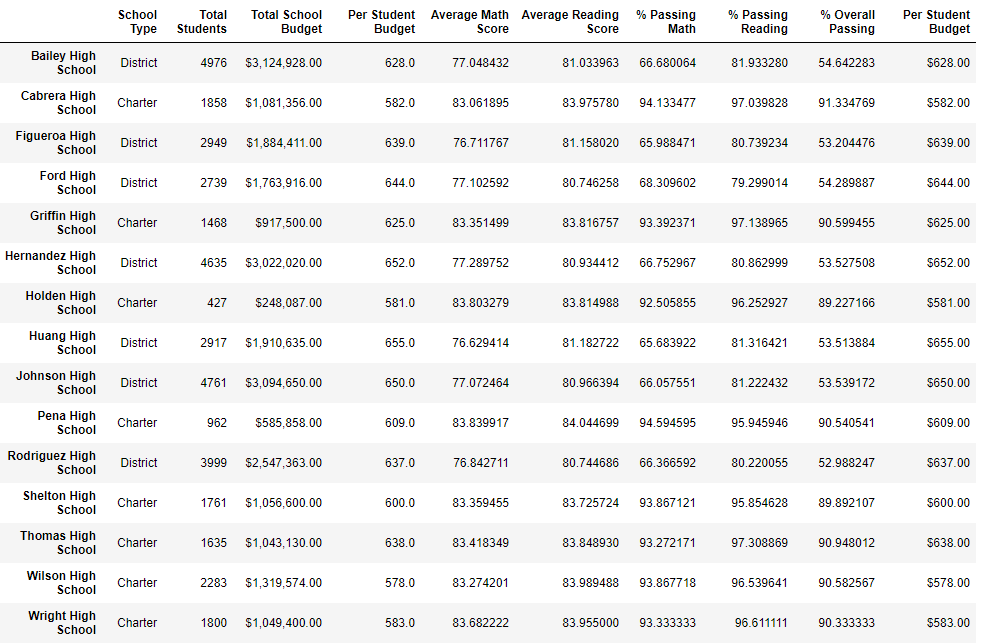 School Type Total Students Total School Budget Per Student Budget Average Math Score Average Reading Score % Passing Math % Passing Reading % Overall Passing Per Student Budget
Bailey High School District 4976 $3,124,928.00 628.0 77.048432 81.033963 66.680064 81.933280 54.642283 $628.00
Cabrera High School Charter 1858 $1,081,356.00 582.0 83.061895 83.975780 94.133477 97.039828 91.334769 $582.00
Figueroa High School District 2949 $1,884,411.00 639.0 76.711767 81.158020 65.988471 80.739234 53.204476 $639.00
Ford High School District 2739 $1,763,916.00 644.0 77.102592 80.746258 68.309602 79.299014 54.289887 $644.00
Griffin High School Charter 1468 $917,500.00 625.0 83.351499 83.816757 93.392371 97.138965 90.599455 $625.00
Hernandez High School District 4635 $3,022,020.00 652.0 77.289752 80.934412 66.752967 80.862999 53.527508 $652.00
Holden High School Charter 427 $248,087.00 581.0 83.803279 83.814988 92.505855 96.252927 89.227166 $581.00
Huang High School District 2917 $1,910,635.00 655.0 76.629414 81.182722 65.683922 81.316421 53.513884 $655.00
Johnson High School District 4761 $3,094,650.00 650.0 77.072464 80.966394 66.057551 81.222432 53.539172 $650.00
Pena High School Charter 962 $585,858.00 609.0 83.839917 84.044699 94.594595 95.945946 90.540541 $609.00
Rodriguez High School District 3999 $2,547,363.00 637.0 76.842711 80.744686 66.366592 80.220055 52.988247 $637.00
Shelton High School Charter 1761 $1,056,600.00 600.0 83.359455 83.725724 93.867121 95.854628 89.892107 $600.00
Thomas High School Charter 1635 $1,043,130.00 638.0 83.418349 83.848930 93.272171 97.308869 90.948012 $638.00
Wilson High School Charter 2283 $1,319,574.00 578.0 83.274201 83.989488 93.867718 96.539641 90.582567 $578.00
Wright High School Charter 1800 $1,049,400.00 583.0 83.682222 83.955000 93.333333 96.611111 90.333333 $583.00